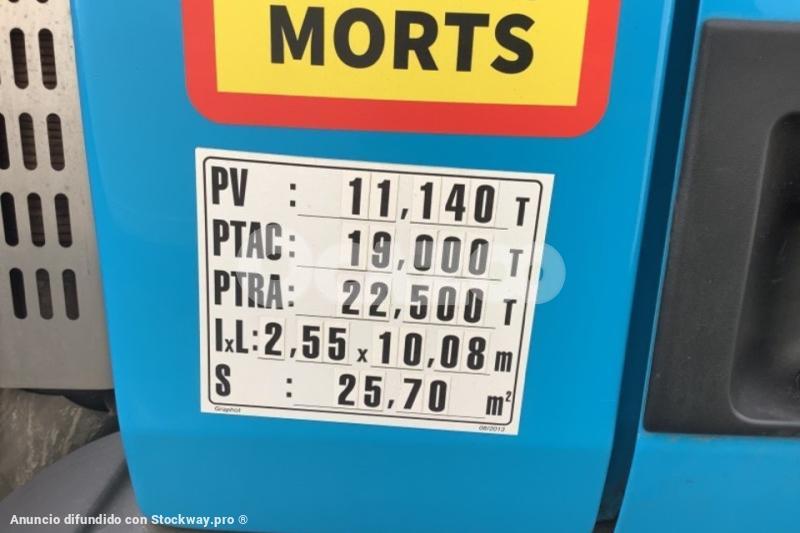 MORTS
PV : 11,140 T
PTAC: 19,000 T
PTRA: 22,500 T
lxL: 2,55 x 10,08 m
S : 25,70 m²
Graphot 08/2013
Anuncio difundido con Stockway.pro ®